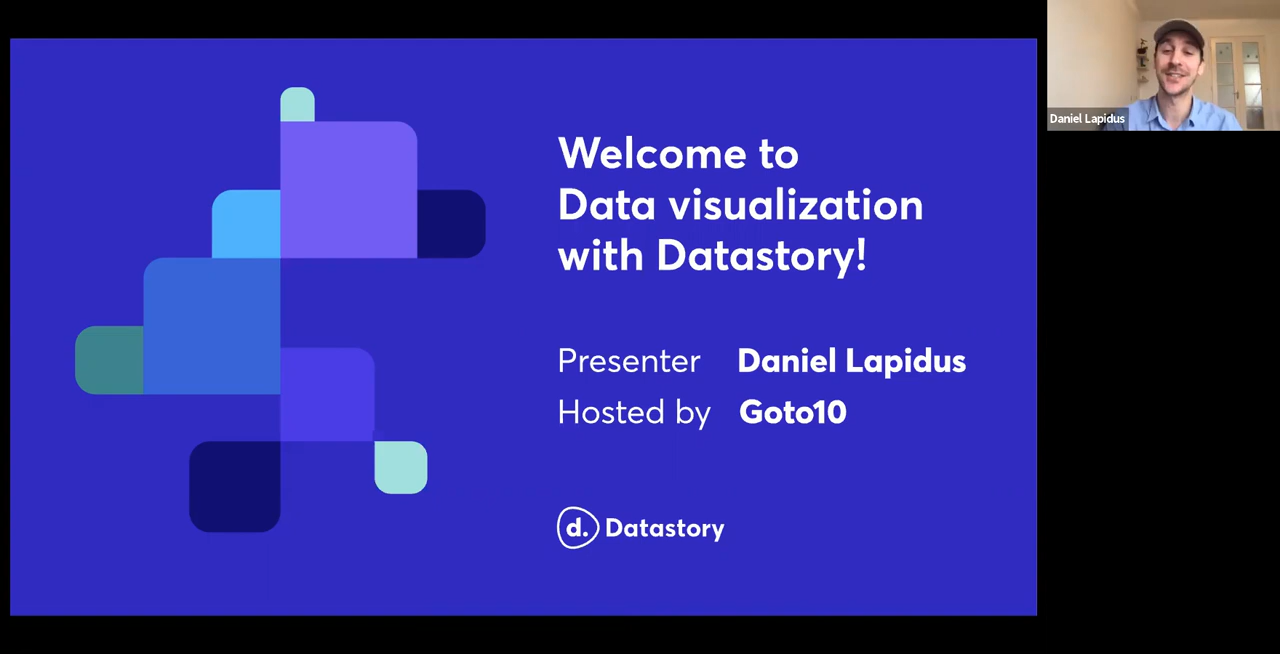 Welcome to
Data visualization
with Datastory!
Presenter Daniel Lapidus
Hosted by Goto10
d. Datastory
Daniel Lapidus